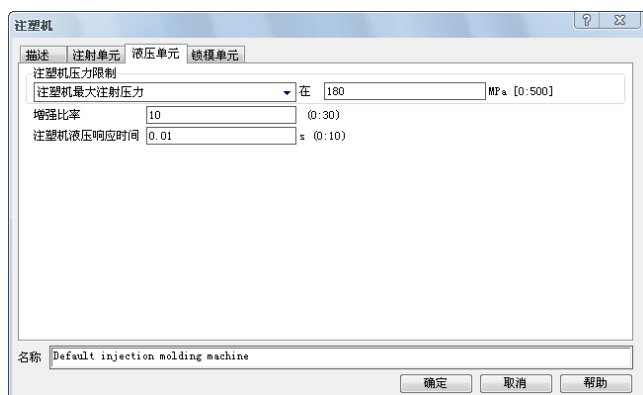 注塑机
描述 注射单元 液压单元 锁模单元
注塑机压力限制
注塑机最大注射压力 在 180 MPa [0:500]
增强比率 10 (0:30)
注塑机液压响应时间 0.01 s (0:10)
名称 Default injection molding machine
确定 取消 帮助